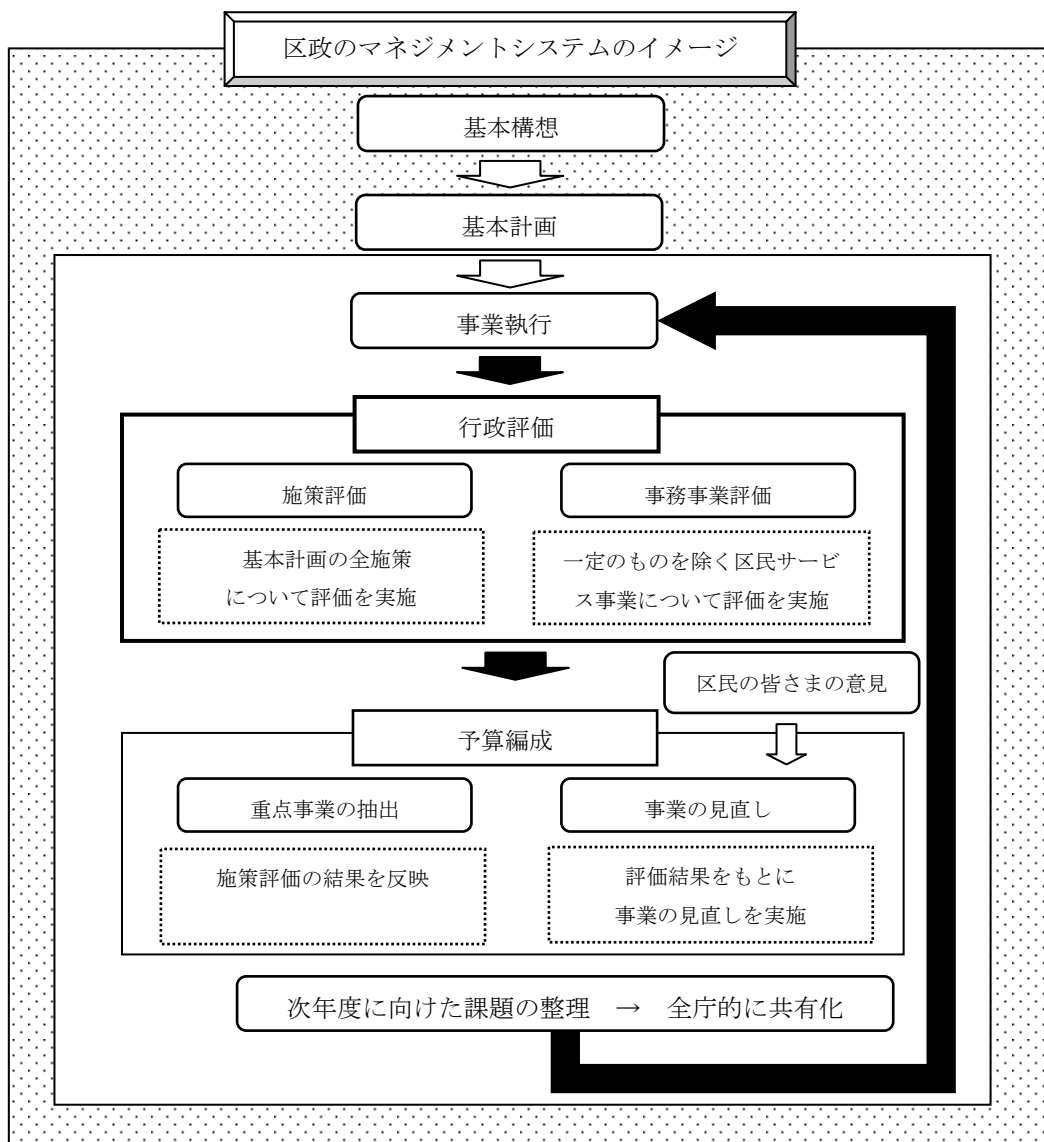 区政のマネジメントシステムのイメージ
基本構想
基本計画
事業執行
行政評価
施策評価
事務事業評価
基本計画の全施策
について評価を実施
一定のものを除く区民サービ
ス事業について評価を実施
区民の皆さまの意見
予算編成
重点事業の抽出
事業の見直し
施策評価の結果を反映
評価結果をもとに
事業の見直しを実施
次年度に向けた課題の整理 → 全庁的に共有化